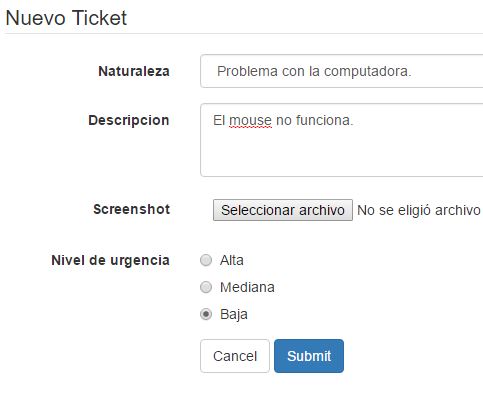 Nuevo Ticket
Naturaleza Problema con la computadora.
Descripcion El mouse no funciona.
Screenshot Seleccionar archivo No se eligió archivo
Nivel de urgencia Alta
Mediana
Baja
Cancel Submit